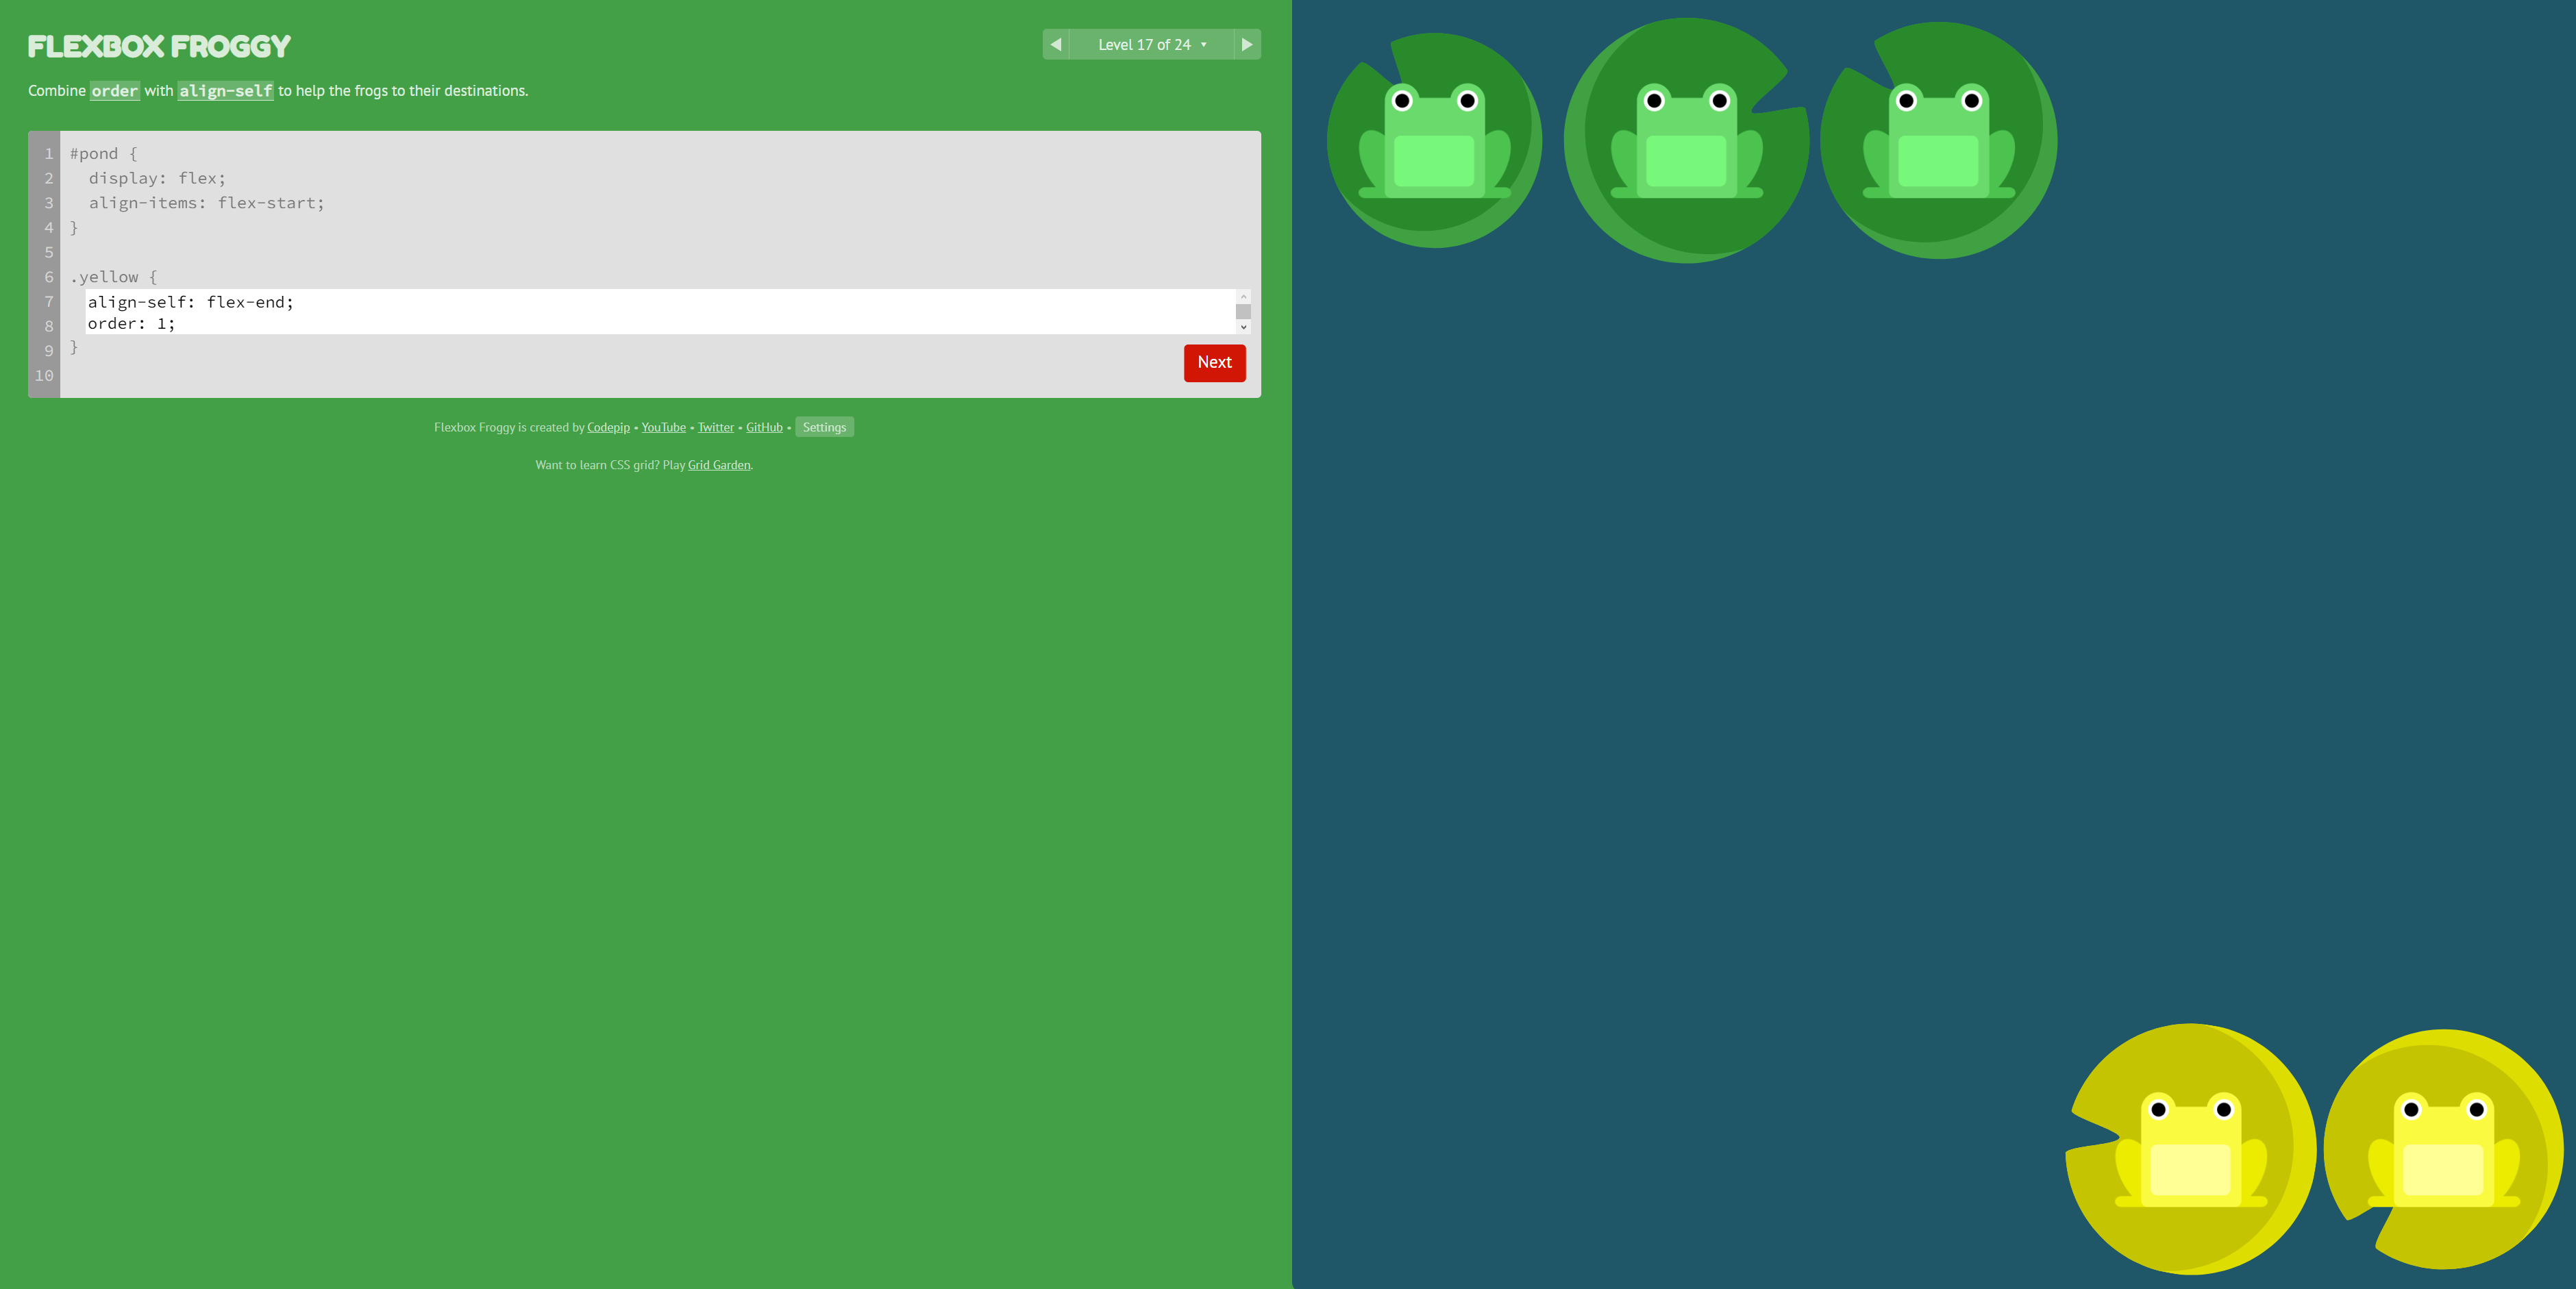 FLEXBOX FROGGY
Level 17 of 24
Combine order with align-self to help the frogs to their destinations.
1 #pond {
2 display: flex;
3 align-items: flex-start;
4 }
5
6 .yellow {
7 align-self: flex-end;
8 order: 1;
9 }
10
Next
Flexbox Froggy is created by Codepip • YouTube • Twitter • GitHub • Settings
Want to learn CSS grid? Play Grid Garden.